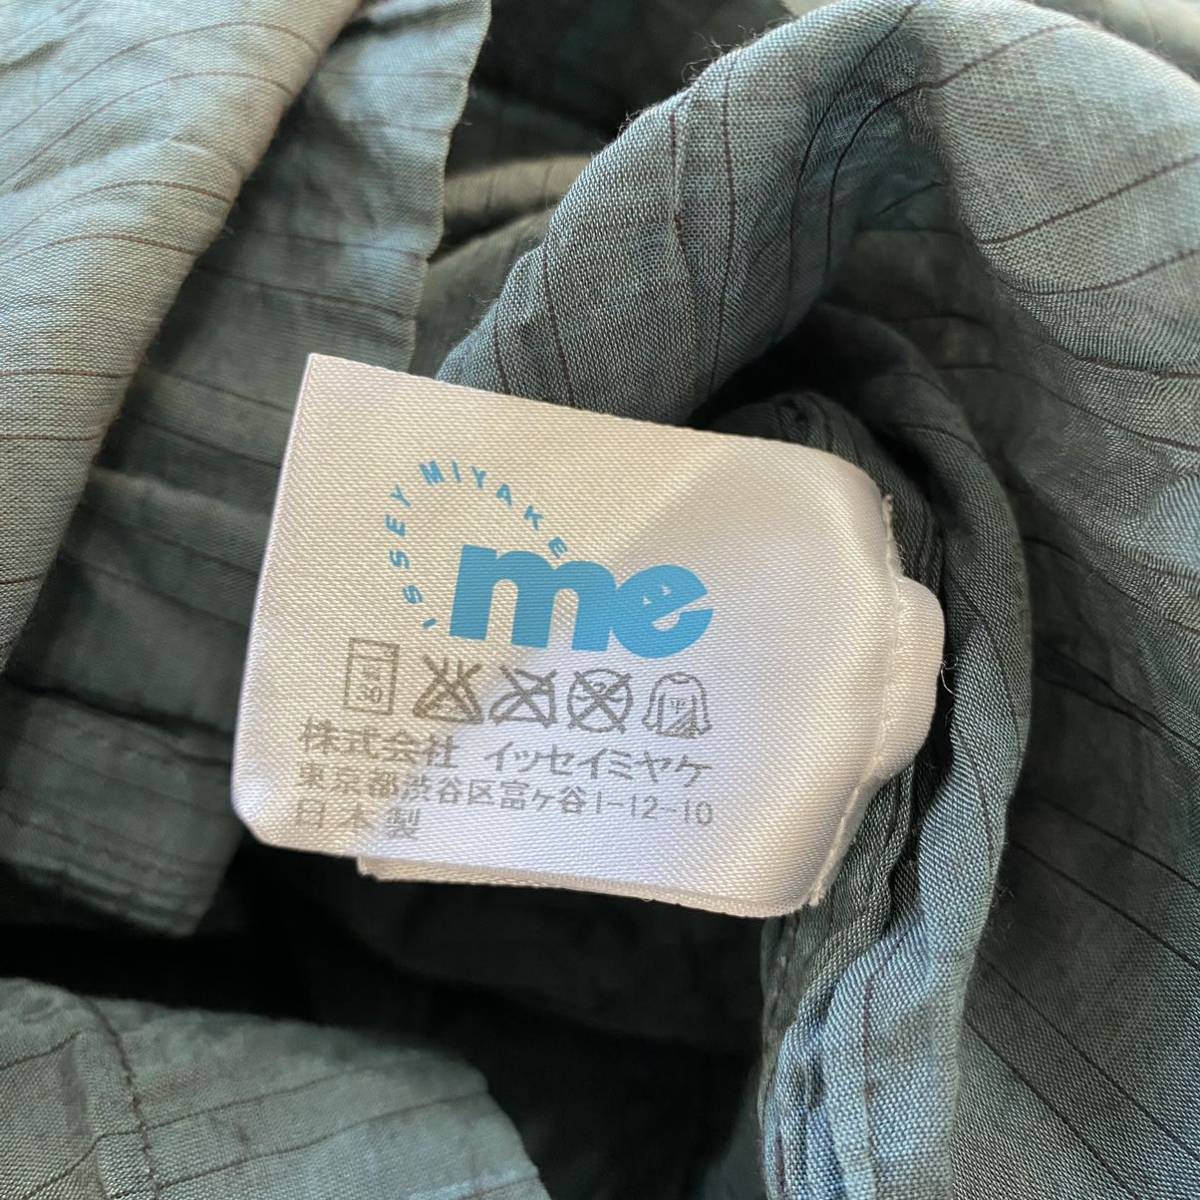 ISSEY MIYAKE
me
30
株式会社 イッセイミヤケ
東京都渋谷区富ヶ谷1-12-10
日本製